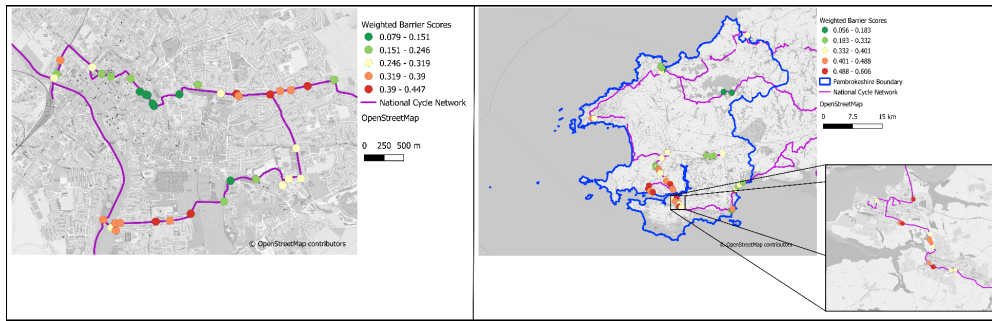 Weighted Barrier Scores
0.079 - 0.151
0.151 - 0.246
0.246 - 0.319
0.319 - 0.39
0.39 - 0.447
National Cycle Network
OpenStreetMap
0 250 500 m
© OpenStreetMap contributors
Weighted Barrier Scores
0.056 - 0.183
0.183 - 0.332
0.332 - 0.401
0.401 - 0.488
0.488 - 0.606
Pembrokeshire Boundary
National Cycle Network
OpenStreetMap
0 7.5 15 km
© OpenStreetMap contributors